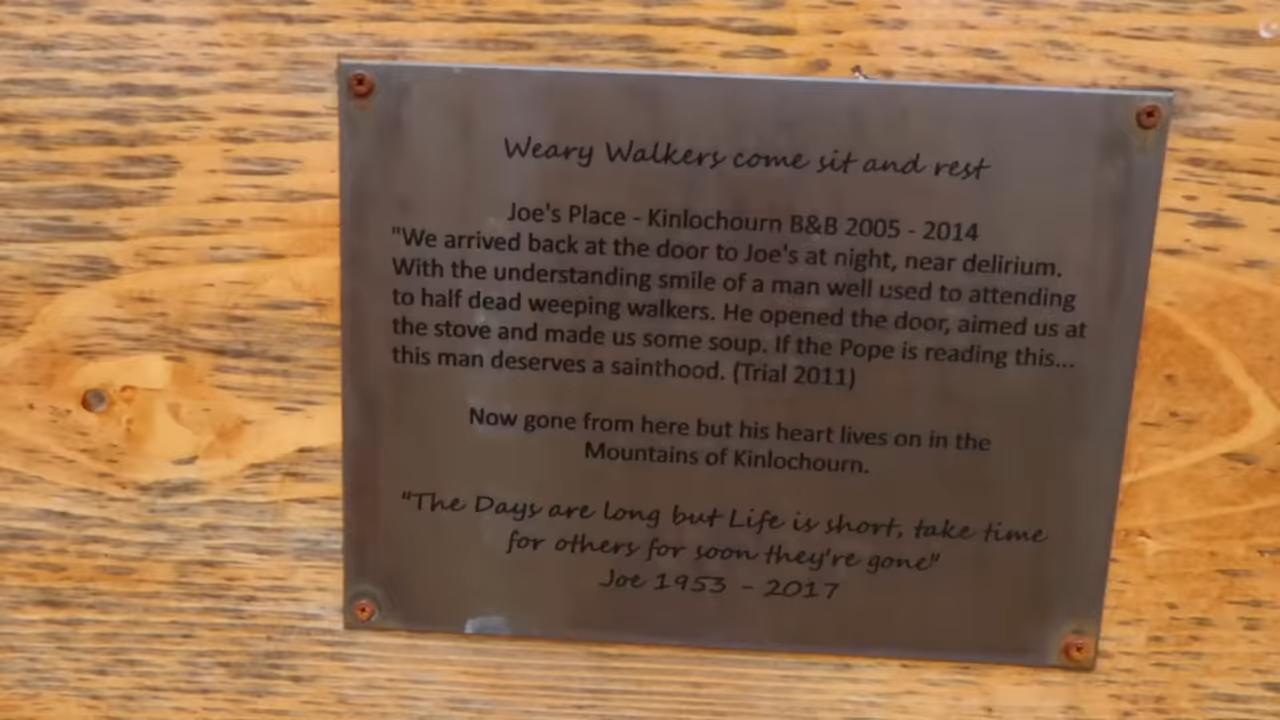 Weary Walkers come sit and rest
Joe's Place - Kinlochourn B&B 2005 - 2014
"We arrived back at the door to Joe's at night, near delirium.
With the understanding smile of a man well used to attending
to half dead weeping walkers. He opened the door, aimed us at
the stove and made us some soup. If the Pope is reading this...
this man deserves a sainthood. (Trial 2011)
Now gone from here but his heart lives on in the
Mountains of Kinlochourn.
"The Days are long but Life is short, take time
for others for soon they're gone"
Joe 1953 - 2017